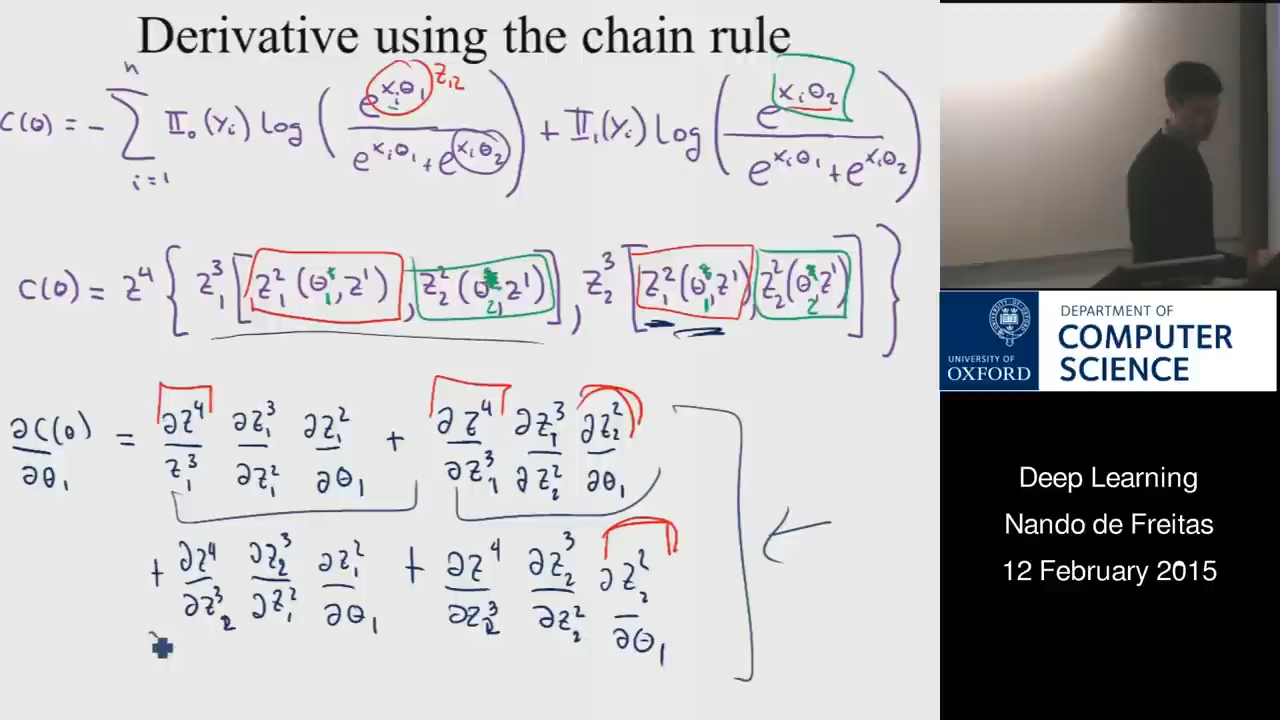 Derivative using the chain rule
C(θ) = - \sum_{i=1}^{n} 𝕀₀(yᵢ) log ( e^{xᵢθ₁} / (e^{xᵢθ₁} + e^{xᵢθ₂}) ) + 𝕀₁(yᵢ) log ( e^{xᵢθ₂} / (e^{xᵢθ₁} + e^{xᵢθ₂}) )
z₁₂
C(θ) = z⁴ { z₁³ [ z₁²(θ₁, z¹), z₂²(θ₂, z¹) ], z₂³ [ z₁²(θ₁, z¹), z₂²(θ₂, z¹) ] }
∂C(θ)/∂θ₁ = ∂z⁴/z₁³ ∂z₁³/∂z₁² ∂z₁²/∂θ₁ + ∂z⁴/∂z₁³ ∂z₁³/∂z₂² ∂z₂²/∂θ₁
+ ∂z⁴/∂z₂³ ∂z₂³/∂z₁² ∂z₁²/∂θ₁ + ∂z⁴/∂z₂³ ∂z₂³/∂z₂² ∂z₂²/∂θ₁
UNIVERSITY OF
OXFORD
DEPARTMENT OF
COMPUTER
SCIENCE
Deep Learning
Nando de Freitas
12 February 2015